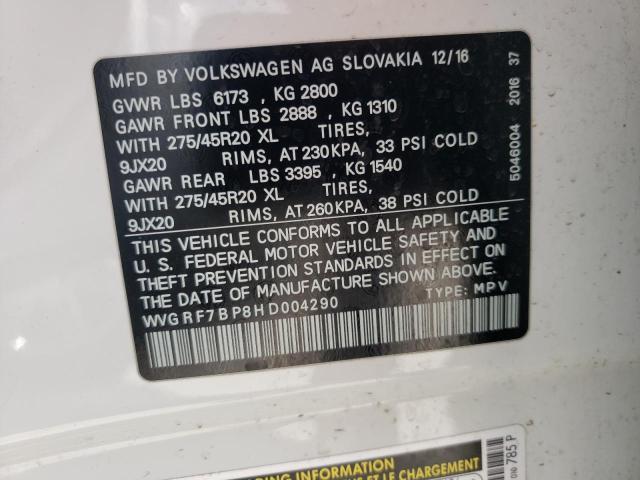 MFD BY VOLKSWAGEN AG SLOVAKIA 12/16
GVWR LBS 6173 , KG 2800
GAWR FRONT LBS 2888 , KG 1310
WITH 275/45R20 XL TIRES,
9JX20 RIMS, AT 230KPA, 33 PSI COLD
GAWR REAR LBS 3395 , KG 1540
WITH 275/45R20 XL TIRES,
9JX20 RIMS, AT 260KPA, 38 PSI COLD
THIS VEHICLE CONFORMS TO ALL APPLICABLE
U. S. FEDERAL MOTOR VEHICLE SAFETY AND
THEFT PREVENTION STANDARDS IN EFFECT ON
THE DATE OF MANUFACTURE SHOWN ABOVE.
WVGRF7BP8HD004290 TYPE: MPV
5046004 2016 37
INFORMATION
ET LE CHARGEMENT
785 P